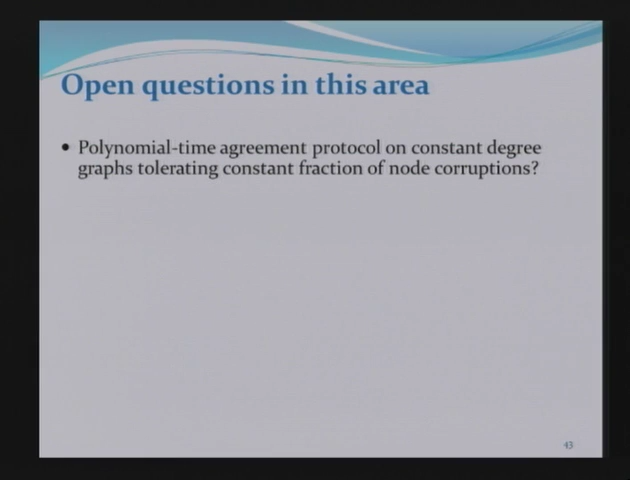 Open questions in this area
• Polynomial-time agreement protocol on constant degree
graphs tolerating constant fraction of node corruptions?
43